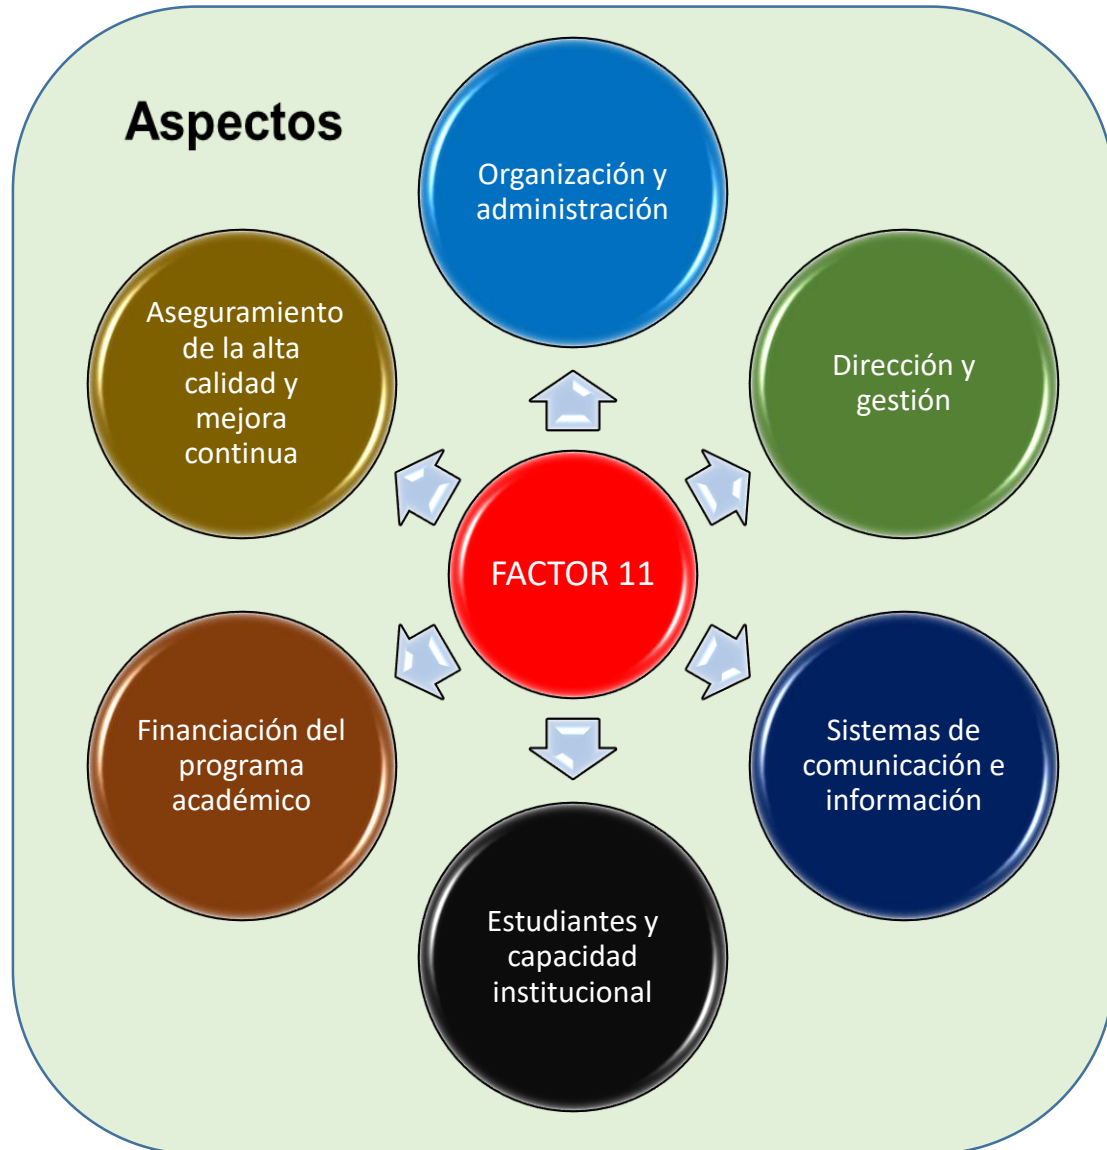 Aspectos
Organización y
administración
Dirección y
gestión
Sistemas de
comunicación e
información
Estudiantes y
capacidad
institucional
Financiación del
programa
académico
Aseguramiento
de la alta
calidad y
mejora
continua
FACTOR 11